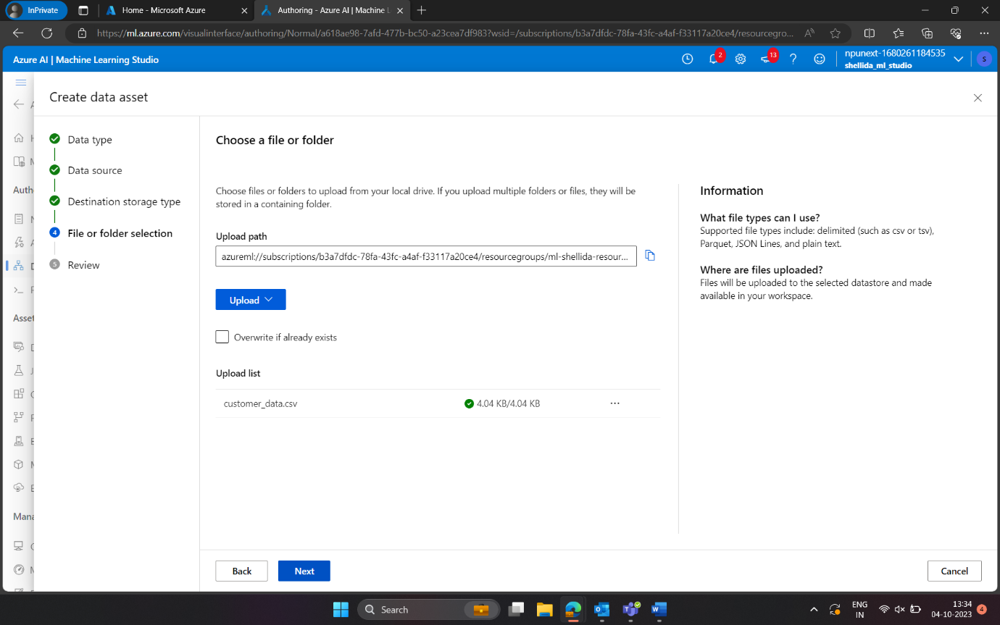 InPrivate
Home - Microsoft Azure
Authoring - Azure AI | Machine L
https://ml.azure.com/visualinterface/authoring/Normal/a618ae98-7afd-477b-bc50-a23cea7df983?wsid=/subscriptions/b3a7dfdc-78fa-43fc-a4af-f33117a20ce4/resourcegro...
Azure AI | Machine Learning Studio
2
13
npunext-1680261184535
shellida_ml_studio
S
Create data asset
Data type
Data source
Destination storage type
4 File or folder selection
5 Review
Auth
Asset
Mana
Choose a file or folder
Choose files or folders to upload from your local drive. If you upload multiple folders or files, they will be
stored in a containing folder.
Upload path
azureml://subscriptions/b3a7dfdc-78fa-43fc-a4af-f33117a20ce4/resourcegroups/ml-shellida-resour...
Upload
Overwrite if already exists
Upload list
customer_data.csv 4.04 KB/4.04 KB ...
Information
What file types can I use?
Supported file types include: delimited (such as csv or tsv),
Parquet, JSON Lines, and plain text.
Where are files uploaded?
Files will be uploaded to the selected datastore and made
available in your workspace.
Back Next Cancel
Search
ENG
IN
13:34
04-10-2023
4